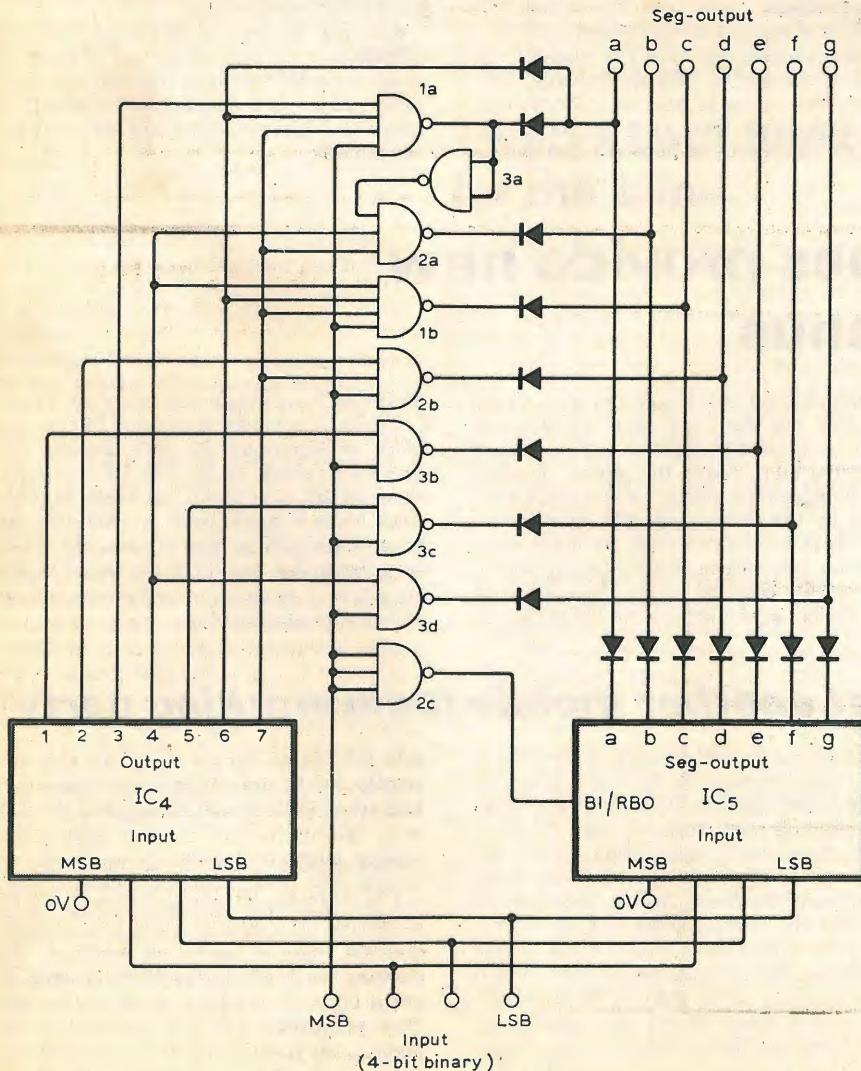 Seg-output
a b c d e f g
1a
3a
2a
1b
2b
3b
3c
3d
2c
1 2 3 4 5 6 7
Output
IC4
Input
MSB LSB
0V
a b c d e f g
Seg-output
BI/RBO IC5
Input
MSB LSB
0V
MSB LSB
Input
(4-bit binary)